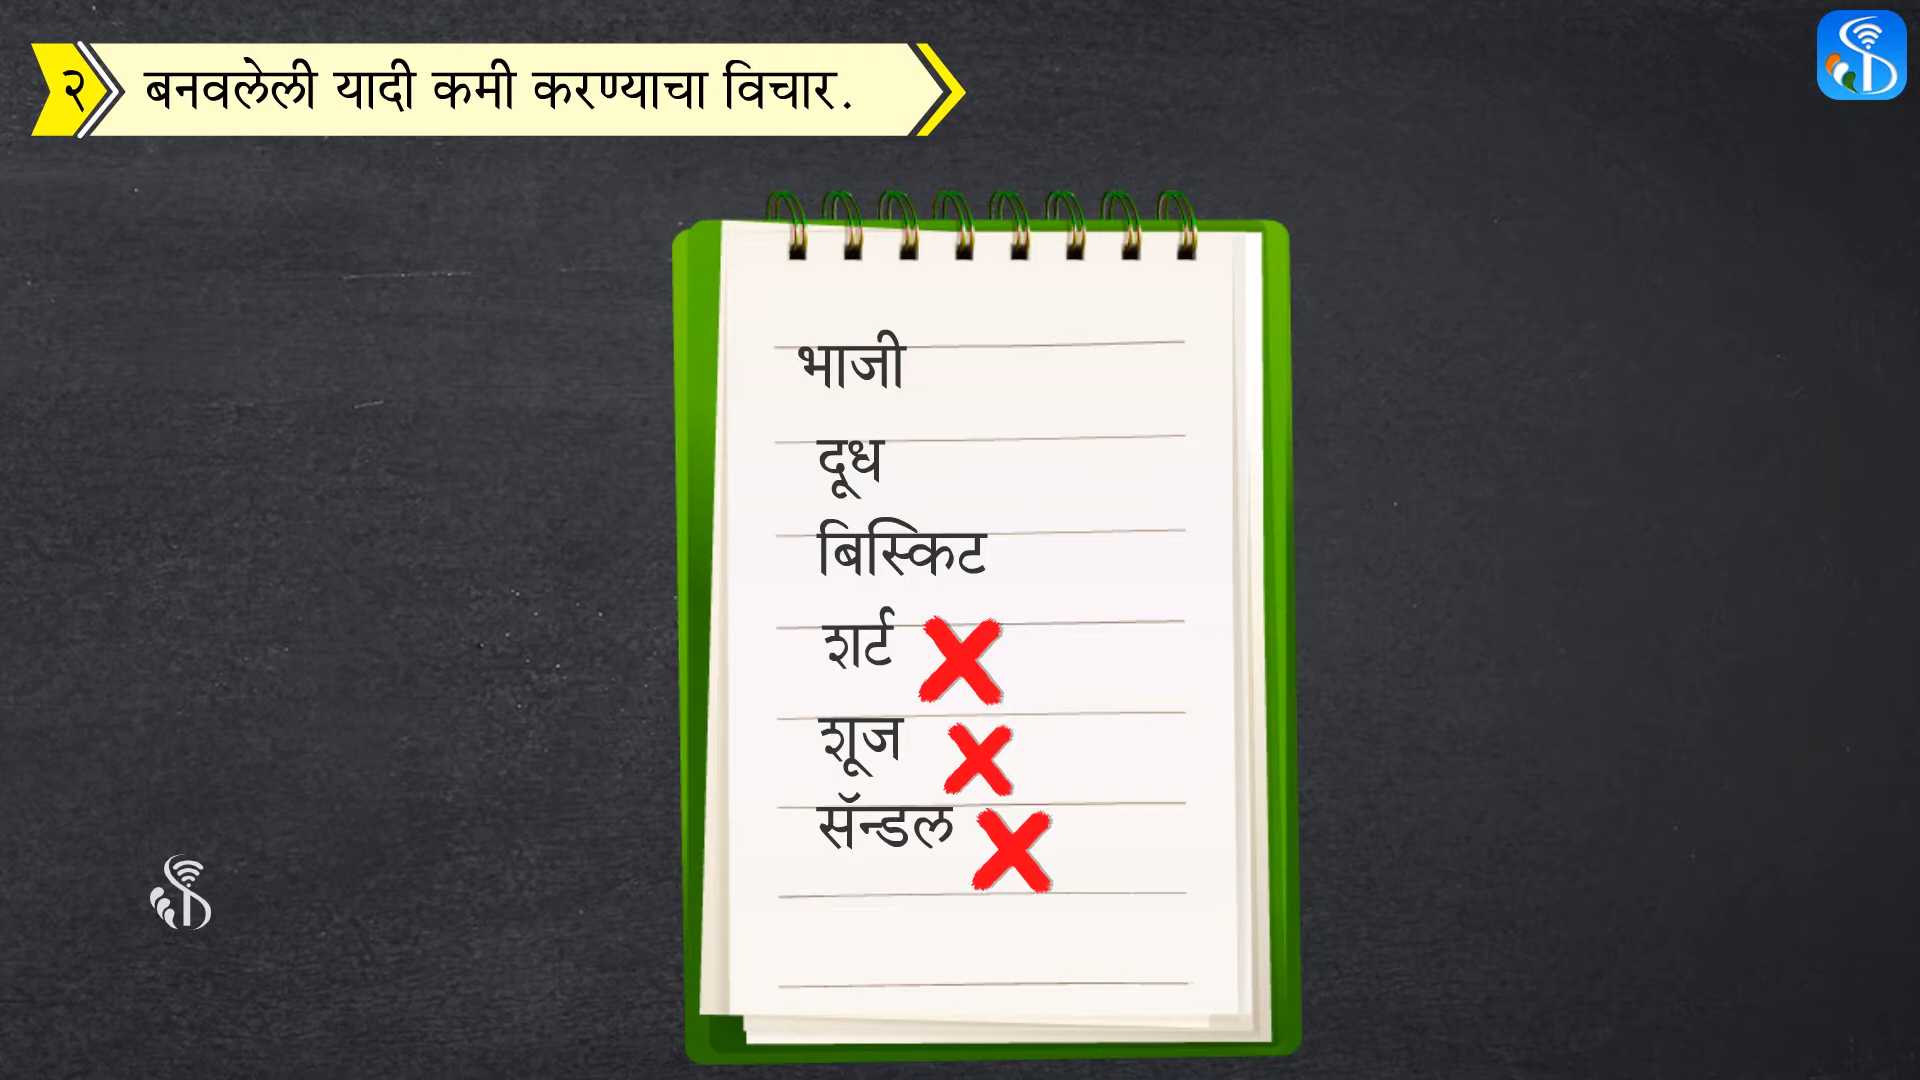 २ बनवलेली यादी कमी करण्याचा विचार.
भाजी
दूध
बिस्किट
शर्ट
शूज
सॅन्डल